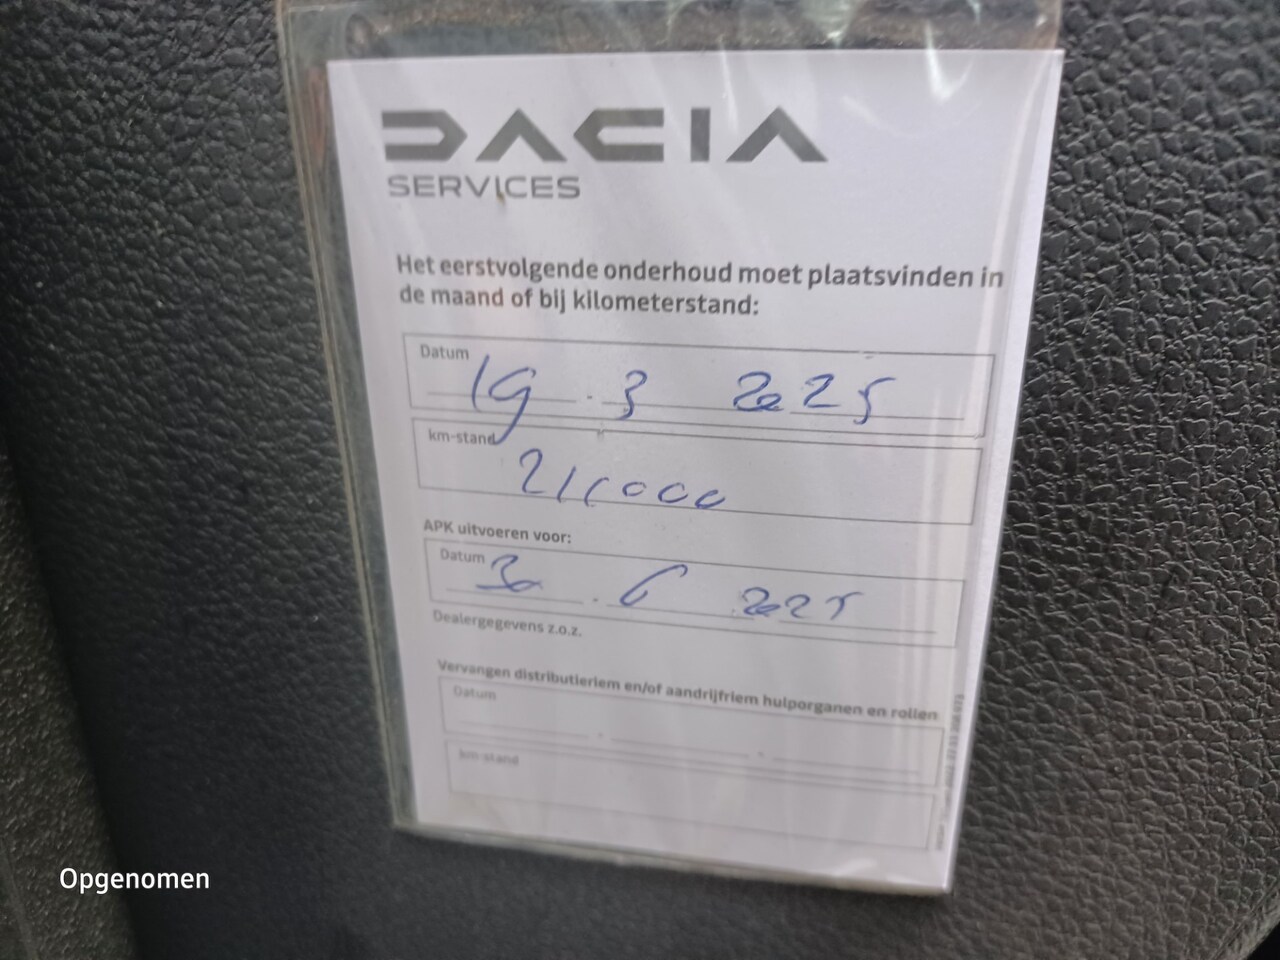 DACIA
SERVICES
Het eerstvolgende onderhoud moet plaatsvinden in
de maand of bij kilometerstand:
Datum
19 . 3 2025
km-stand
211000
APK uitvoeren voor:
Datum
30 . 6 2025
Dealergegevens z.o.z.
Vervangen distributieriem en/of aandrijfriem hulporganen en rollen
Datum
km-stand
Opgenomen